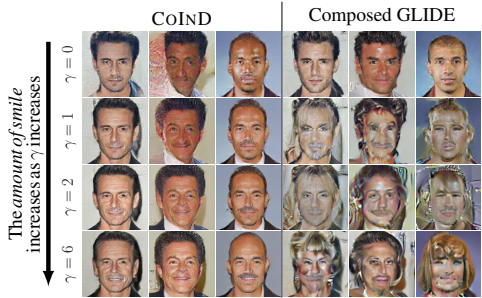 COIND
Composed GLIDE
The amount of smile
increases as γ increases
γ = 0
γ = 1
γ = 2
γ = 6